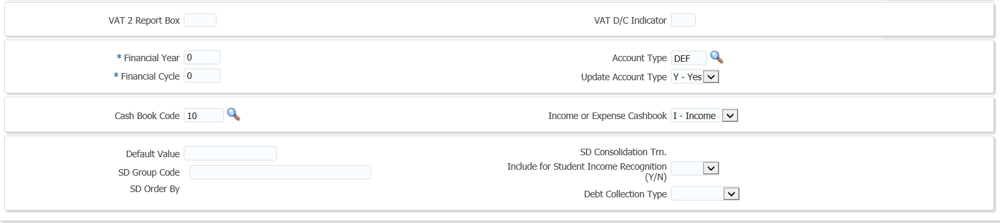 VAT 2 Report Box VAT D/C Indicator
* Financial Year 0 Account Type DEF
* Financial Cycle 0 Update Account Type Y - Yes
Cash Book Code 10 Income or Expense Cashbook I - Income
Default Value SD Consolidation Trn.
SD Group Code Include for Student Income Recognition
(Y/N)
SD Order By
Debt Collection Type